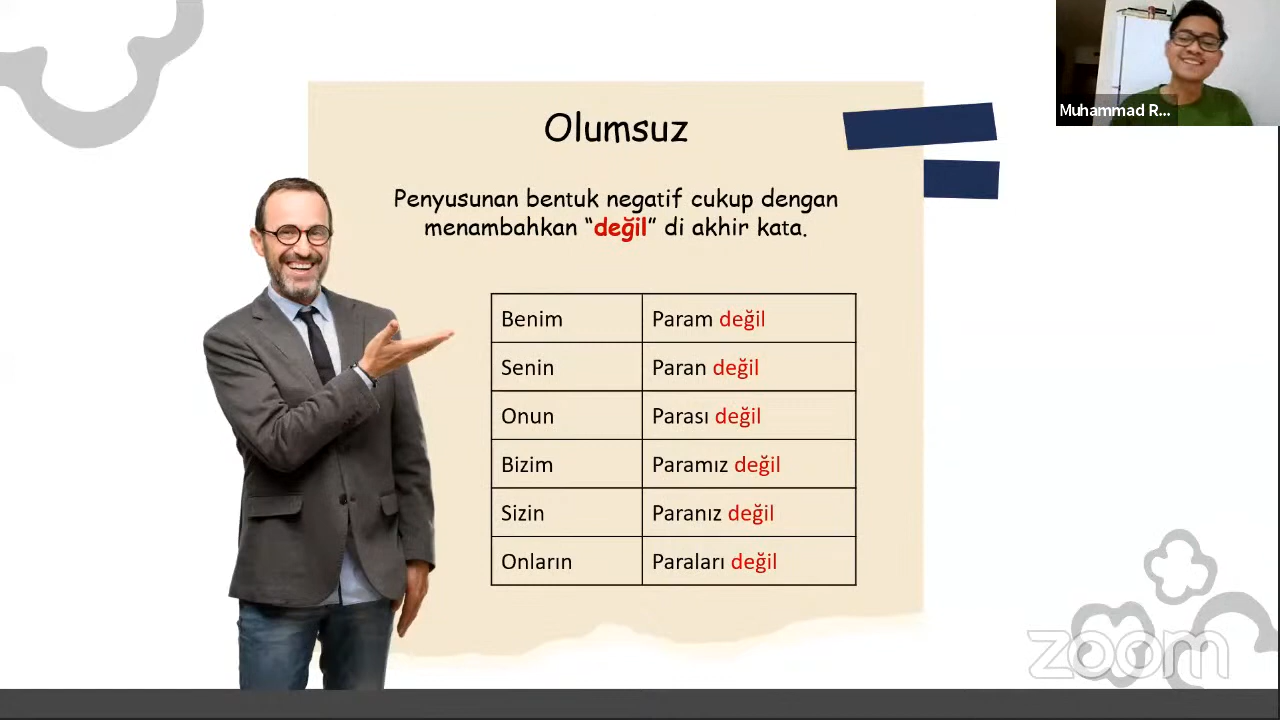 Olumsuz
Penyusunan bentuk negatif cukup dengan
menambahkan “değil” di akhir kata.
Benim Param değil
Senin Paran değil
Onun Parası değil
Bizim Paramız değil
Sizin Paranız değil
Onların Paraları değil
Muhammad R...
zoom